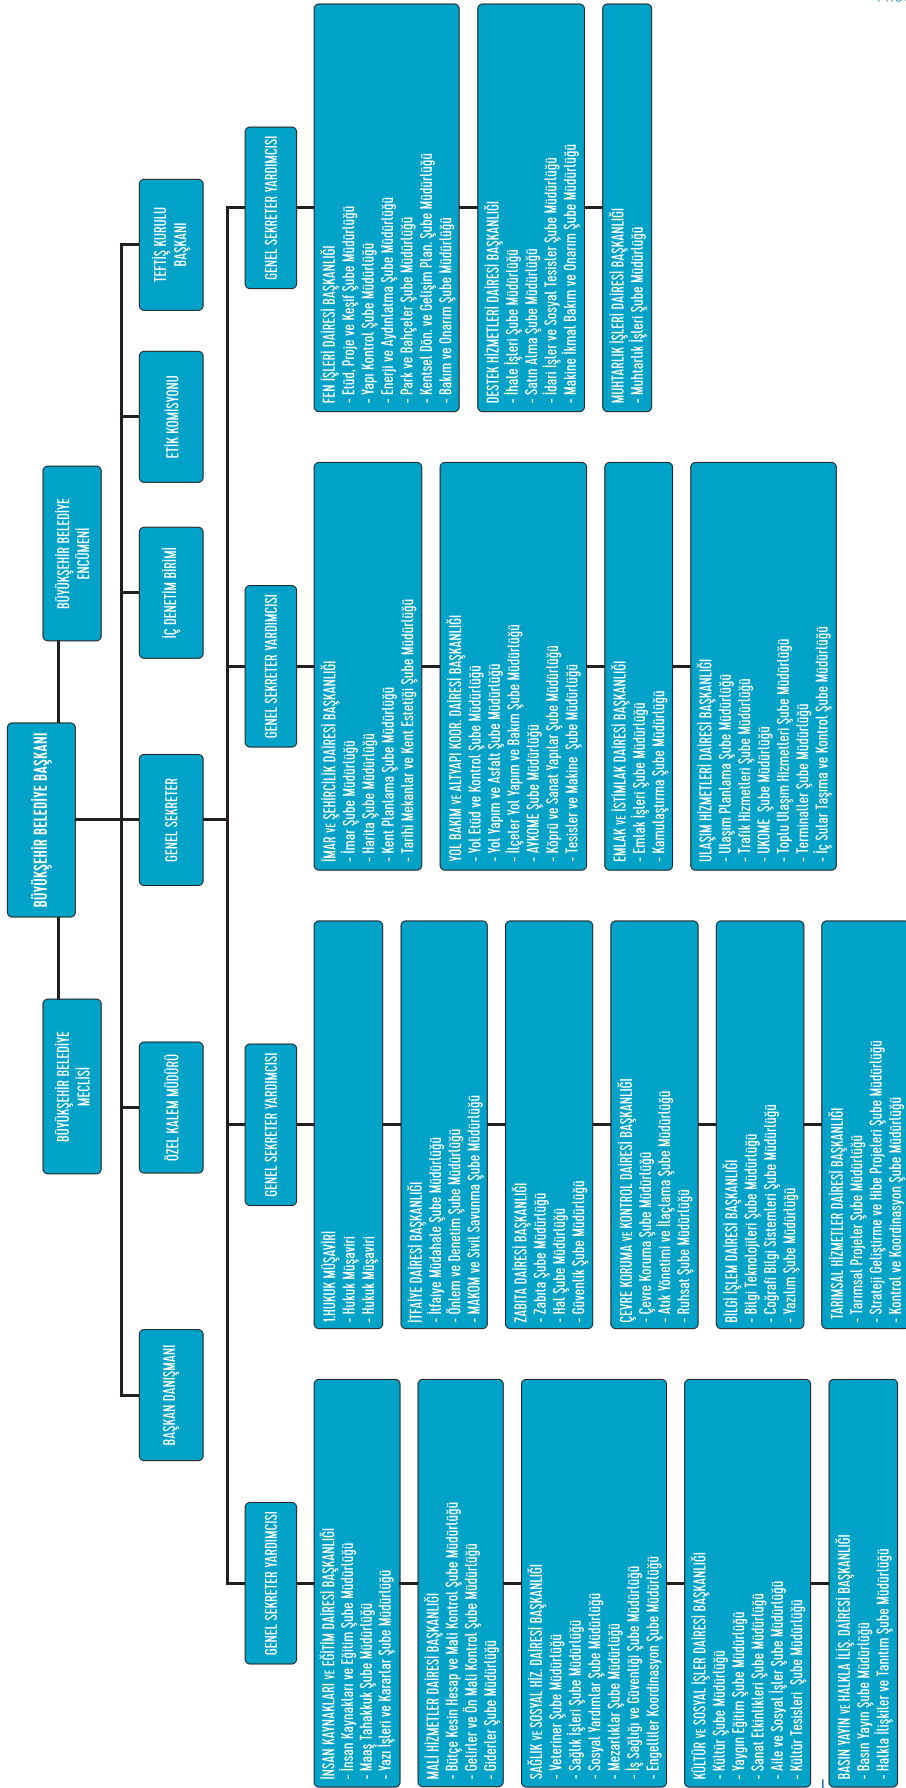 BÜYÜKŞEHİR BELEDİYE BAŞKANI
BÜYÜKŞEHİR BELEDİYE
MECLİSİ
BÜYÜKŞEHİR BELEDİYE
ENCÜMENİ
BAŞKAN DANIŞMANI
ÖZEL KALEM MÜDÜRÜ
GENEL SEKRETER
İÇ DENETİM BİRİMİ
ETİK KOMİSYONU
TEFTİŞ KURULU
BAŞKANI
GENEL SEKRETER YARDIMCISI
İNSAN KAYNAKLARI ve EĞİTİM DAİRESİ BAŞKANLIĞI
- İnsan Kaynakları ve Eğitim Şube Müdürlüğü
- Maaş Tahakkuk Şube Müdürlüğü
- Yazı İşleri ve Kararlar Şube Müdürlüğü
MALİ HİZMETLER DAİRESİ BAŞKANLIĞI
- Bütçe Kesin Hesap ve Mali Kontrol Şube Müdürlüğü
- Gelirler ve Ön Mali Kontrol Şube Müdürlüğü
- Giderler Şube Müdürlüğü
SAĞLIK ve SOSYAL HİZ. DAİRESİ BAŞKANLIĞI
- Veteriner Şube Müdürlüğü
- Sağlık İşleri Şube Müdürlüğü
- Sosyal Yardımlar Şube Müdürlüğü
- Mezarlıklar Şube Müdürlüğü
- İş Sağlığı ve Güvenliği Şube Müdürlüğü
- Engelliler Koordinasyon Şube Müdürlüğü
KÜLTÜR ve SOSYAL İŞLER DAİRESİ BAŞKANLIĞI
- Kültür Şube Müdürlüğü
- Yaygın Eğitim Şube Müdürlüğü
- Sanat Etkinlikleri Şube Müdürlüğü
- Aile ve Sosyal İşler Şube Müdürlüğü
- Kültür Tesisleri Şube Müdürlüğü
BASIN YAYIN ve HALKLA İLİŞ. DAİRESİ BAŞKANLIĞI
- Basın Yayın Şube Müdürlüğü
- Halkla İlişkiler ve Tanıtım Şube Müdürlüğü
GENEL SEKRETER YARDIMCISI
1.HUKUK MÜŞAVİRİ
- Hukuk Müşaviri
- Hukuk Müşaviri
- Hukuk Müşaviri
İTFAİYE DAİRESİ BAŞKANLIĞI
- İtfaiye Müdahale Şube Müdürlüğü
- Önlem ve Denetim Şube Müdürlüğü
- MAKOM ve Sivil Savunma Şube Müdürlüğü
ZABITA DAİRESİ BAŞKANLIĞI
- Zabıta Şube Müdürlüğü
- Hal Şube Müdürlüğü
- Güvenlik Şube Müdürlüğü
ÇEVRE KORUMA ve KONTROL DAİRESİ BAŞKANLIĞI
- Çevre Koruma Şube Müdürlüğü
- Atık Yönetimi ve İlaçlama Şube Müdürlüğü
- Ruhsat Şube Müdürlüğü
BİLGİ İŞLEM DAİRESİ BAŞKANLIĞI
- Bilgi Teknolojileri Şube Müdürlüğü
- Coğrafi Bilgi Sistemleri Şube Müdürlüğü
- Yazılım Şube Müdürlüğü
TARIMSAL HİZMETLER DAİRESİ BAŞKANLIĞI
- Tarımsal Projeler Şube Müdürlüğü
- Strateji Geliştirme ve Hibe Projeleri Şube Müdürlüğü
- Kontrol ve Koordinasyon Şube Müdürlüğü
GENEL SEKRETER YARDIMCISI
İMAR ve ŞEHİRCİLİK DAİRESİ BAŞKANLIĞI
- İmar Şube Müdürlüğü
- Harita Şube Müdürlüğü
- Kent Planlama Şube Müdürlüğü
- Tarihi Mekanlar ve Kent Estetiği Şube Müdürlüğü
YOL BAKIM ve ALTYAPI KOOR. DAİRESİ BAŞKANLIĞI
- Yol Etüd ve Kontrol Şube Müdürlüğü
- Yol Yapım ve Asfalt Şube Müdürlüğü
- İlçeler Yol Yapım ve Bakım Şube Müdürlüğü
- AYKOME Şube Müdürlüğü
- Köprü ve Sanat Yapılar Şube Müdürlüğü
- Tesisler ve Makine Şube Müdürlüğü
EMLAK ve İSTİMLAK DAİRESİ BAŞKANLIĞI
- Emlak İşleri Şube Müdürlüğü
- Kamulaştırma Şube Müdürlüğü
ULAŞIM HİZMETLERİ DAİRESİ BAŞKANLIĞI
- Ulaşım Planlama Şube Müdürlüğü
- Trafik Hizmetleri Şube Müdürlüğü
- UKOME Şube Müdürlüğü
- Toplu Ulaşım Hizmetleri Şube Müdürlüğü
- Terminaller Şube Müdürlüğü
- İç Sular Taşıma ve Kontrol Şube Müdürlüğü
GENEL SEKRETER YARDIMCISI
FEN İŞLERİ DAİRESİ BAŞKANLIĞI
- Etüd, Proje ve Keşif Şube Müdürlüğü
- Yapı Kontrol Şube Müdürlüğü
- Enerji ve Aydınlatma Şube Müdürlüğü
- Park ve Bahçeler Şube Müdürlüğü
- Kentsel Dön. ve Gelişim Plan. Şube Müdürlüğü
- Bakım ve Onarım Şube Müdürlüğü
DESTEK HİZMETLERİ DAİRESİ BAŞKANLIĞI
- İhale İşleri Şube Müdürlüğü
- Satın Alma Şube Müdürlüğü
- İdari İşler ve Sosyal Tesisler Şube Müdürlüğü
- Makine İkmal Bakım ve Onarım Şube Müdürlüğü
MUHTARLIK İŞLERİ DAİRESİ BAŞKANLIĞI
- Muhtarlık İşleri Şube Müdürlüğü